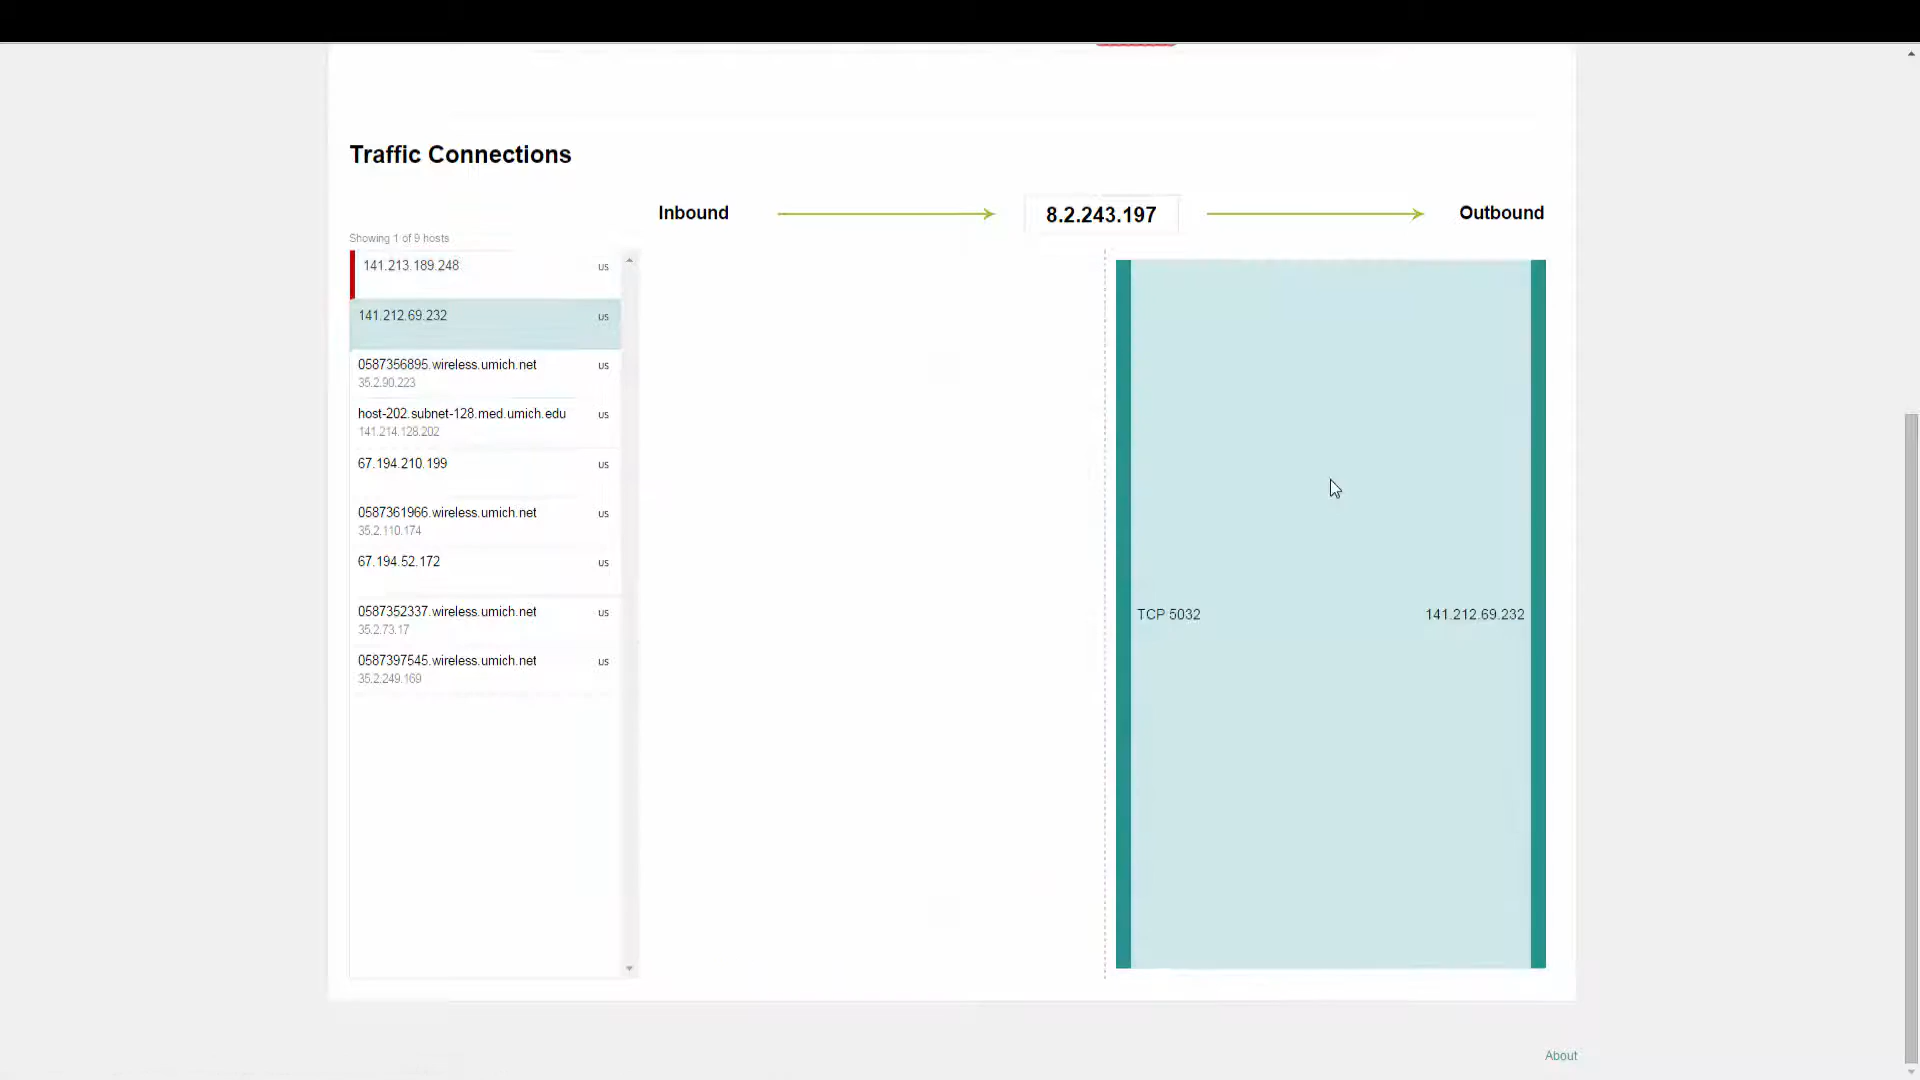 Traffic Connections
Inbound
8.2.243.197
Outbound
Showing 1 of 9 hosts
141.213.189.248 US
141.212.69.232 US
0587356895.wireless.umich.net US
35.2.90.223
host-202.subnet-128.med.umich.edu US
141.214.128.202
67.194.210.199 US
0587361966.wireless.umich.net US
35.2.110.174
67.194.52.172 US
0587352337.wireless.umich.net US
35.2.73.17
0587397545.wireless.umich.net US
35.2.249.169
TCP 5032
141.212.69.232
About